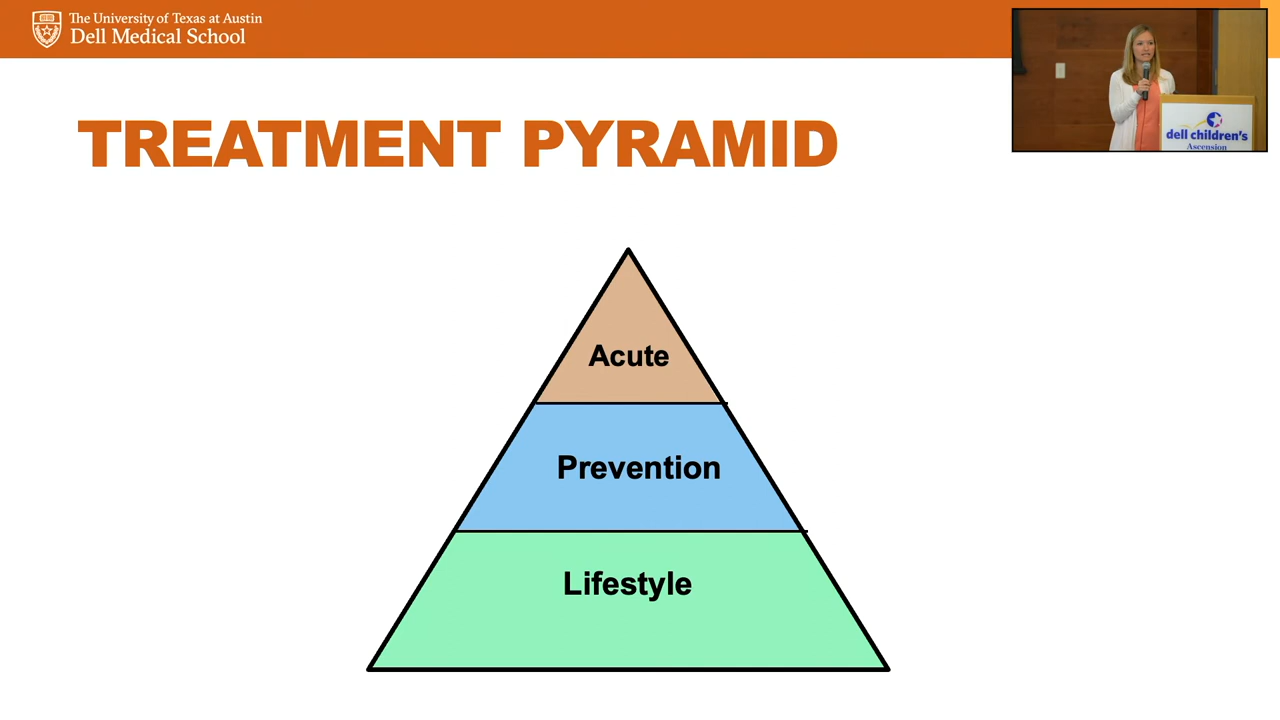 The University of Texas at Austin
Dell Medical School
dell children's
Ascension
TREATMENT PYRAMID
Acute
Prevention
Lifestyle